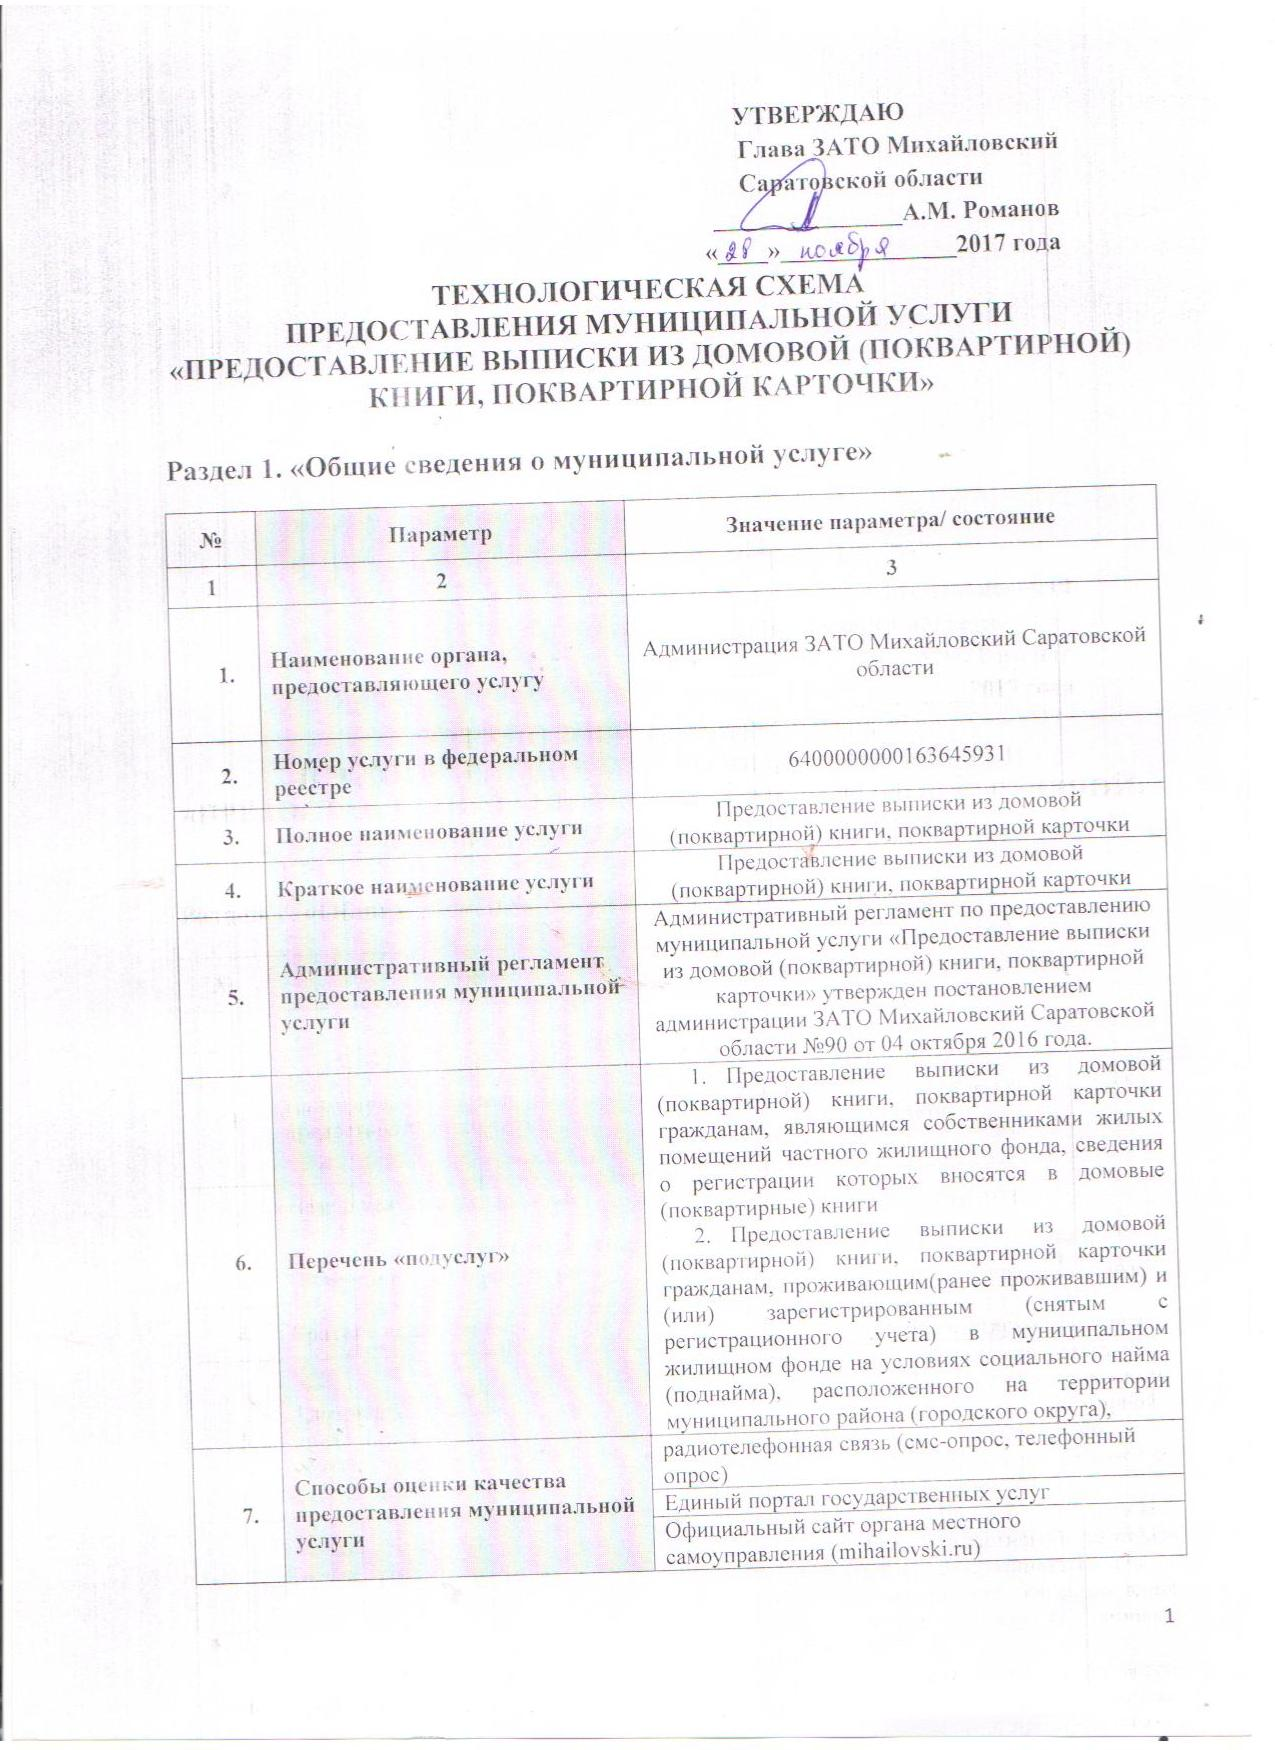 УТВЕРЖДАЮ
Глава ЗАТО Михайловский
Саратовской области
______________А.М. Романов
«28» ноября 2017 года
ТЕХНОЛОГИЧЕСКАЯ СХЕМА
ПРЕДОСТАВЛЕНИЯ МУНИЦИПАЛЬНОЙ УСЛУГИ
«ПРЕДОСТАВЛЕНИЕ ВЫПИСКИ ИЗ ДОМОВОЙ (ПОКВАРТИРНОЙ)
КНИГИ, ПОКВАРТИРНОЙ КАРТОЧКИ»
Раздел 1. «Общие сведения о муниципальной услуге»
№
Параметр
Значение параметра/ состояние
1
2
3
1.
Наименование органа,
предоставляющего услугу
Администрация ЗАТО Михайловский Саратовской
области
2.
Номер услуги в федеральном
реестре
6400000000163645931
3.
Полное наименование услуги
Предоставление выписки из домовой
(поквартирной) книги, поквартирной карточки
4.
Краткое наименование услуги
Предоставление выписки из домовой
(поквартирной) книги, поквартирной карточки
5.
Административный регламент
предоставления муниципальной
услуги
Административный регламент по предоставлению
муниципальной услуги «Предоставление выписки
из домовой (поквартирной) книги, поквартирной
карточки» утвержден постановлением
администрации ЗАТО Михайловский Саратовской
области №90 от 04 октября 2016 года.
6.
Перечень «подуслуг»
1. Предоставление выписки из домовой
(поквартирной) книги, поквартирной карточки
гражданам, являющимся собственниками жилых
помещений частного жилищного фонда, сведения
о регистрации которых вносятся в домовые
(поквартирные) книги
2. Предоставление выписки из домовой
(поквартирной) книги, поквартирной карточки
гражданам, проживающим(ранее проживавшим) и
(или) зарегистрированным (снятым с
регистрационного учета) в муниципальном
жилищном фонде на условиях социального найма
(поднайма), расположенного на территории
муниципального района (городского округа),
7.
Способы оценки качества
предоставления муниципальной
услуги
радиотелефонная связь (смс-опрос, телефонный
опрос)
Единый портал государственных услуг
Официальный сайт органа местного
самоуправления (mihailovski.ru)
1